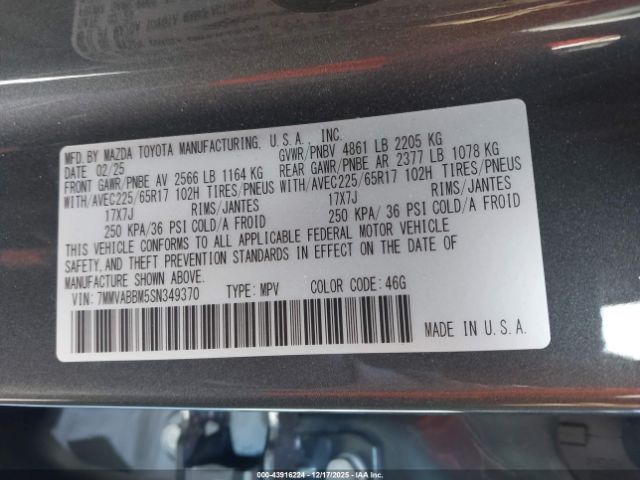 MFD. BY MAZDA TOYOTA MANUFACTURING, U.S.A. INC.
02/25 GVWR/PNBV 4861 LB 2205 KG
FRONT GAWR/PNBE AV 2566 LB 1164 KG REAR GAWR/PNBE AR 2377 LB 1078 KG
WITH/AVEC225/65R17 102H TIRES/PNEUS WITH/AVEC225/65R17 102H TIRES/PNEUS
17X7J RIMS/JANTES 17X7J RIMS/JANTES
250 KPA/36 PSI COLD/A FROID 250 KPA/ 36 PSI COLD/A FROID
THIS VEHICLE CONFORMS TO ALL APPLICABLE FEDERAL MOTOR VEHICLE
SAFETY, AND THEFT PREVENTION STANDARDS IN EFFECT ON THE DATE OF
MANUFACTURE SHOWN ABOVE.
VIN: 7MMVABBM5SN349370 TYPE: MPV COLOR CODE: 46G
MADE IN U.S.A.
000-43916224 - 12/17/2025 - IAAI.COM